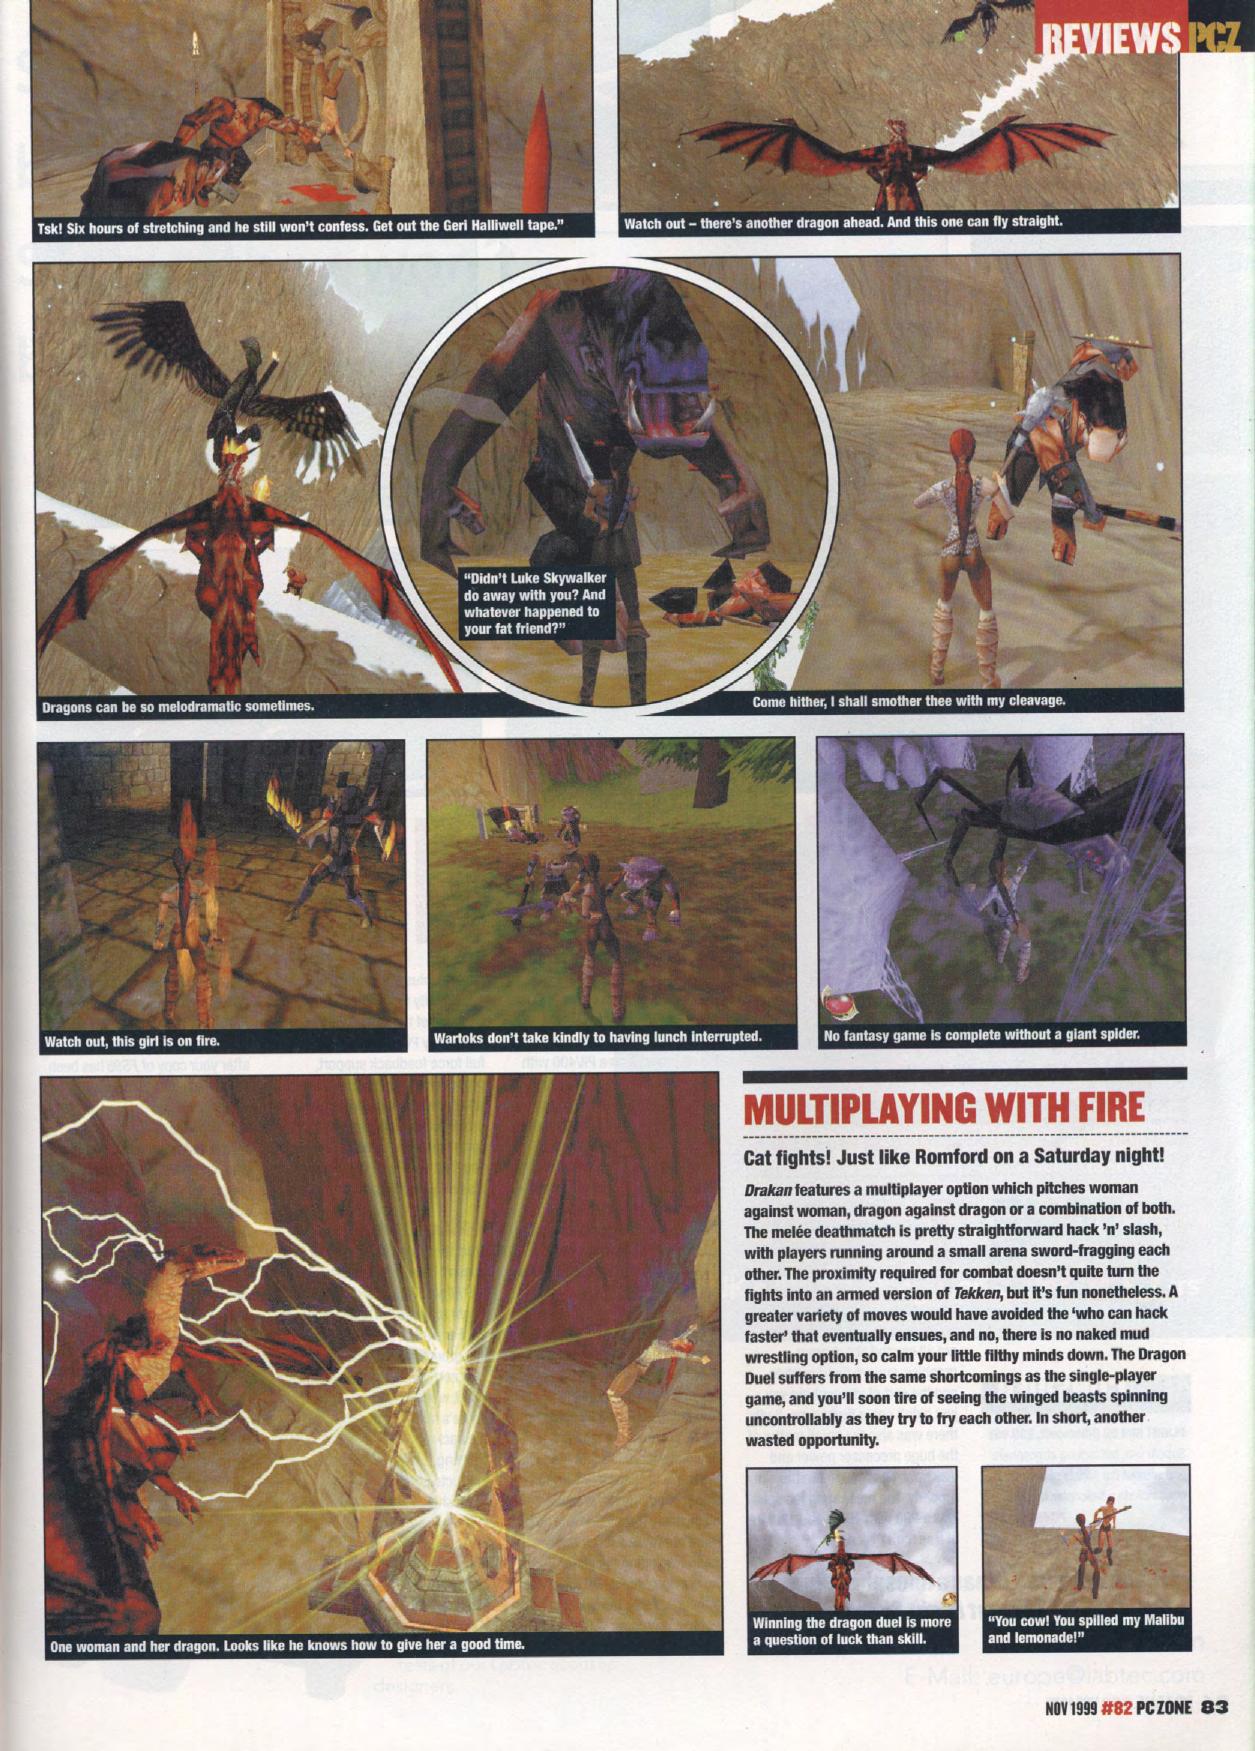 REVIEWS PCZ
Tsk! Six hours of stretching and he still won't confess. Get out the Geri Halliwell tape."
Watch out – there's another dragon ahead. And this one can fly straight.
"Didn't Luke Skywalker
do away with you? And
whatever happened to
your fat friend?"
Dragons can be so melodramatic sometimes.
Come hither, I shall smother thee with my cleavage.
Watch out, this girl is on fire.
Wartoks don't take kindly to having lunch interrupted.
No fantasy game is complete without a giant spider.
One woman and her dragon. Looks like he knows how to give her a good time.
MULTIPLAYING WITH FIRE
Cat fights! Just like Romford on a Saturday night!
Drakan features a multiplayer option which pitches woman
against woman, dragon against dragon or a combination of both.
The melée deathmatch is pretty straightforward hack 'n' slash,
with players running around a small arena sword-fragging each
other. The proximity required for combat doesn't quite turn the
fights into an armed version of Tekken, but it's fun nonetheless. A
greater variety of moves would have avoided the 'who can hack
faster' that eventually ensues, and no, there is no naked mud
wrestling option, so calm your little filthy minds down. The Dragon
Duel suffers from the same shortcomings as the single-player
game, and you'll soon tire of seeing the winged beasts spinning
uncontrollably as they try to fry each other. In short, another
wasted opportunity.
Winning the dragon duel is more
a question of luck than skill.
"You cow! You spilled my Malibu
and lemonade!"
NOV 1999 #82 PC ZONE 83